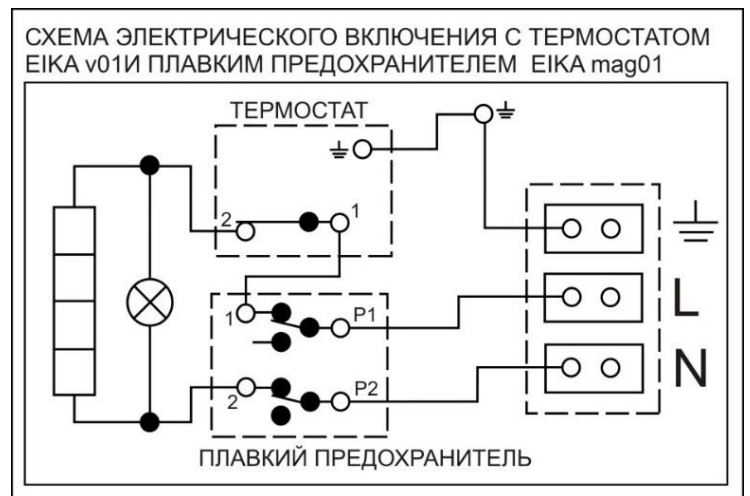 СХЕМА ЭЛЕКТРИЧЕСКОГО ВКЛЮЧЕНИЯ С ТЕРМОСТАТОМ
EIKA v01И ПЛАВКИМ ПРЕДОХРАНИТЕЛЕМ EIKA mag01
ТЕРМОСТАТ
2
1
1
P1
L
2
P2
N
ПЛАВКИЙ ПРЕДОХРАНИТЕЛЬ